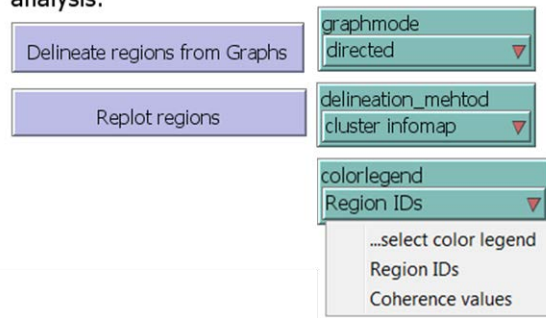 analysis:
Delineate regions from Graphs
graphmode
directed
Replot regions
delineation_mehtod
cluster infomap
colorlegend
Region IDs
...select color legend
Region IDs
Coherence values